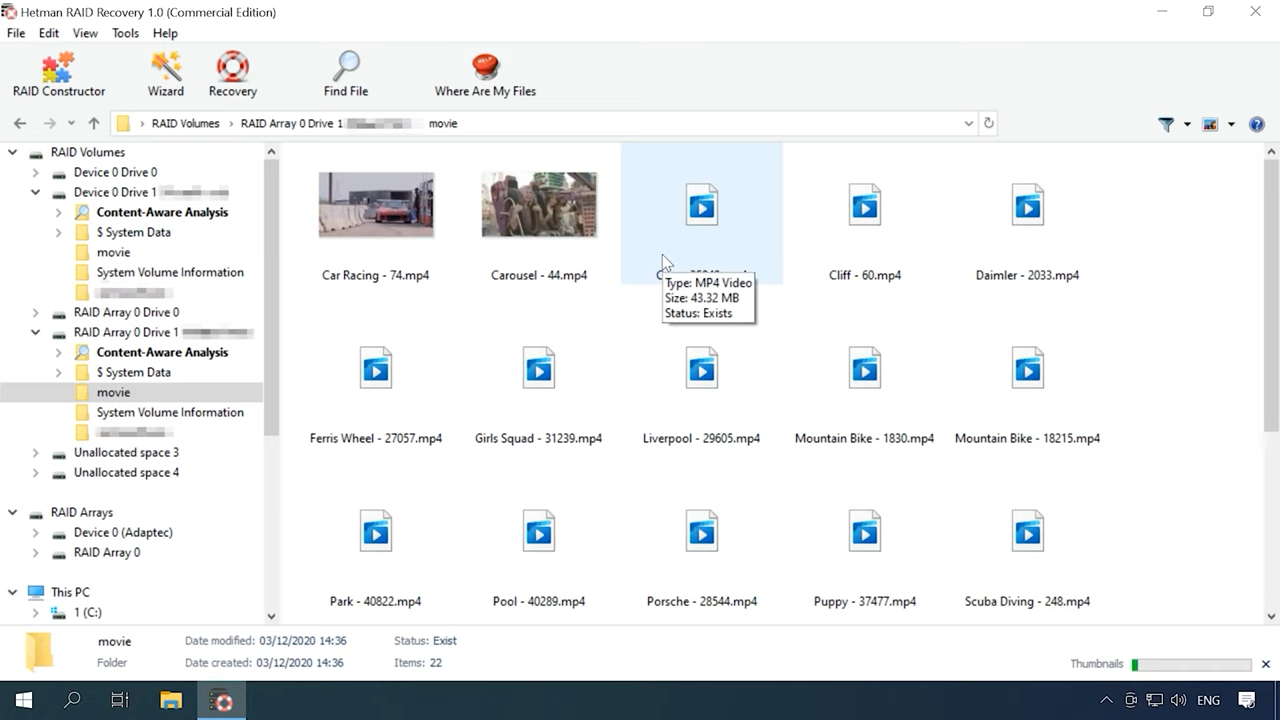 Hetman RAID Recovery 1.0 (Commercial Edition)
File Edit View Tools Help
RAID Constructor Wizard Recovery Find File Where Are My Files
RAID Volumes RAID Array 0 Drive 1 movie
RAID Volumes
Device 0 Drive 0
Device 0 Drive 1
Content-Aware Analysis
$ System Data
movie
System Volume Information
RAID Array 0 Drive 0
RAID Array 0 Drive 1
Content-Aware Analysis
$ System Data
movie
System Volume Information
Unallocated space 3
Unallocated space 4
RAID Arrays
Device 0 (Adaptec)
RAID Array 0
This PC
1 (C:)
Car Racing - 74.mp4 Carousel - 44.mp4 Cliff - 60.mp4 Daimler - 2033.mp4
Type: MP4 Video
Size: 43.32 MB
Status: Exists
Ferris Wheel - 27057.mp4 Girls Squad - 31239.mp4 Liverpool - 29605.mp4 Mountain Bike - 1830.mp4 Mountain Bike - 18215.mp4
Park - 40822.mp4 Pool - 40289.mp4 Porsche - 28544.mp4 Puppy - 37477.mp4 Scuba Diving - 248.mp4
movie Date modified: 03/12/2020 14:36 Status: Exist
Folder Date created: 03/12/2020 14:36 Items: 22
Thumbnails
ENG